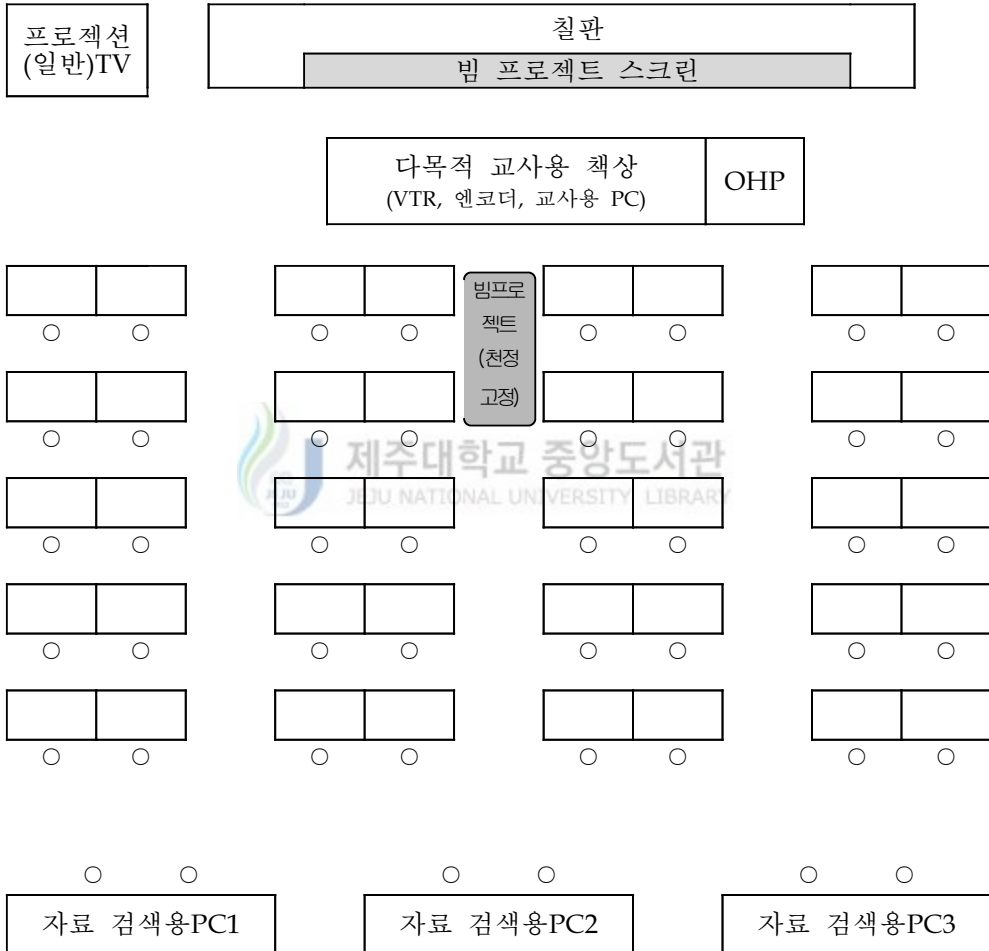 프로젝션
(일반)TV
칠판
빔 프로젝트 스크린
다목적 교사용 책상
(VTR, 엔코더, 교사용 PC)
OHP
빔프로
젝트
(천정
고정)
제주대학교 중앙도서관
JEJU NATIONAL UNIVERSITY LIBRARY
자료 검색용PC1
자료 검색용PC2
자료 검색용PC3